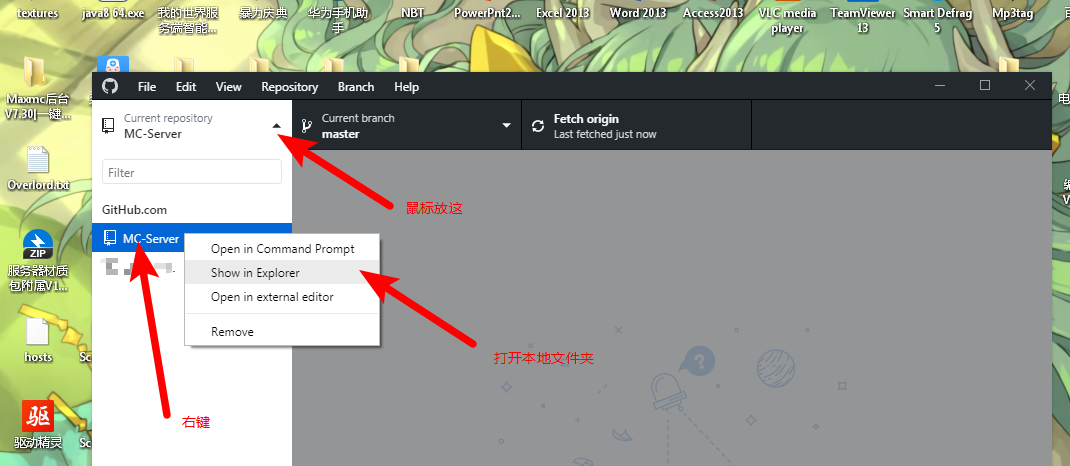 textures
java8 64.exe
我的世界服
务端智能...
暴力庆典
华为手机助
手
NBT
PowerPnt2...
Excel 2013
Word 2013
Access2013
VLC media
player
TeamViewer
13
Smart Defrag
5
Mp3tag
Maxmc后台
V7.30[一键...
File
Edit
View
Repository
Branch
Help
Current repository
MC-Server
Current branch
master
Fetch origin
Last fetched just now
Filter
Overlord.txt
鼠标放这
GitHub.com
MC-Server
Open in Command Prompt
Show in Explorer
Open in external editor
Remove
ZIP
服务器材质
包附属V1...
hosts
打开本地文件夹
右键
驱
驱动精灵